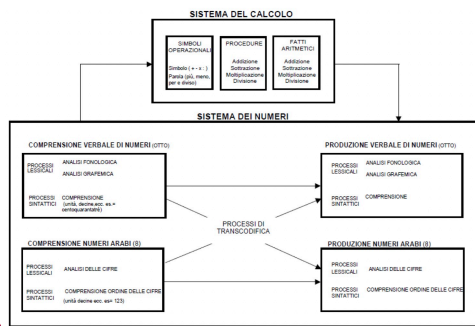 SISTEMA DEL CALCOLO
SIMBOLI
OPERAZIONALI
Simbolo ( + - x : )
Parola (più, meno,
per e diviso)
PROCEDURE
Addizione
Sottrazione
Moltiplicazione
Divisione
FATTI
ARITMETICI
Addizione
Sottrazione
Moltiplicazione
Divisione
SISTEMA DEI NUMERI
COMPRENSIONE VERBALE DI NUMERI (OTTO)
PROCESSI
LESSICALI
ANALISI FONOLOGICA
ANALISI GRAFEMICA
PROCESSI
SINTATTICI
COMPRENSIONE
(unità, decine,ecc. es.=
centoquarantatré)
PRODUZIONE VERBALE DI NUMERI (OTTO)
PROCESSI
LESSICALI
ANALISI FONOLOGICA
ANALISI GRAFEMICA
PROCESSI
SINTATTICI
COMPRENSIONE
PROCESSI DI
TRANSCODIFICA
COMPRENSIONE NUMERI ARABI (8)
PROCESSI
LESSICALI
ANALISI DELLE CIFRE
PROCESSI
SINTATTICI
COMPRENSIONE ORDINE DELLE CIFRE
(unità decine ecc. es= 123)
PRODUZIONE NUMERI ARABI (8)
PROCESSI
LESSICALI
ANALISI DELLE CIFRE
PROCESSI
SINTATTICI
COMPRENSIONE ORDINE DELLE CIFRE